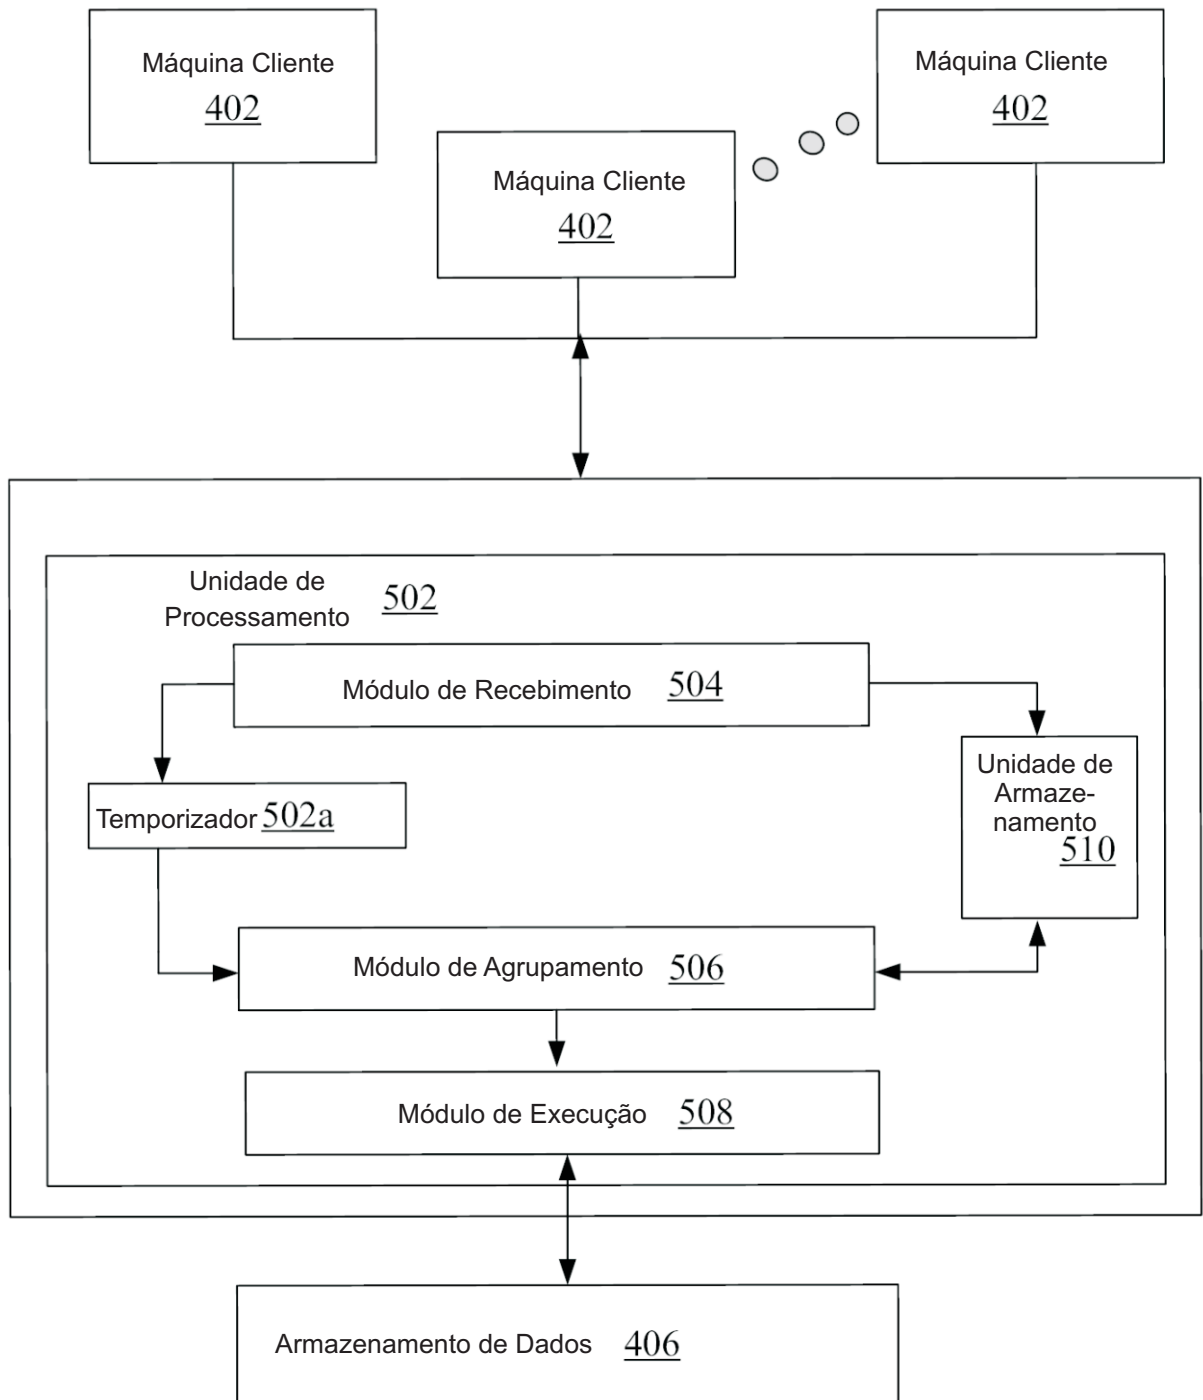 Máquina Cliente
402
Máquina Cliente
402
Máquina Cliente
402
Unidade de
Processamento 502
Módulo de Recebimento 504
Temporizador 502a
Unidade de
Armaze-
namento
510
Módulo de Agrupamento 506
Módulo de Execução 508
Armazenamento de Dados 406